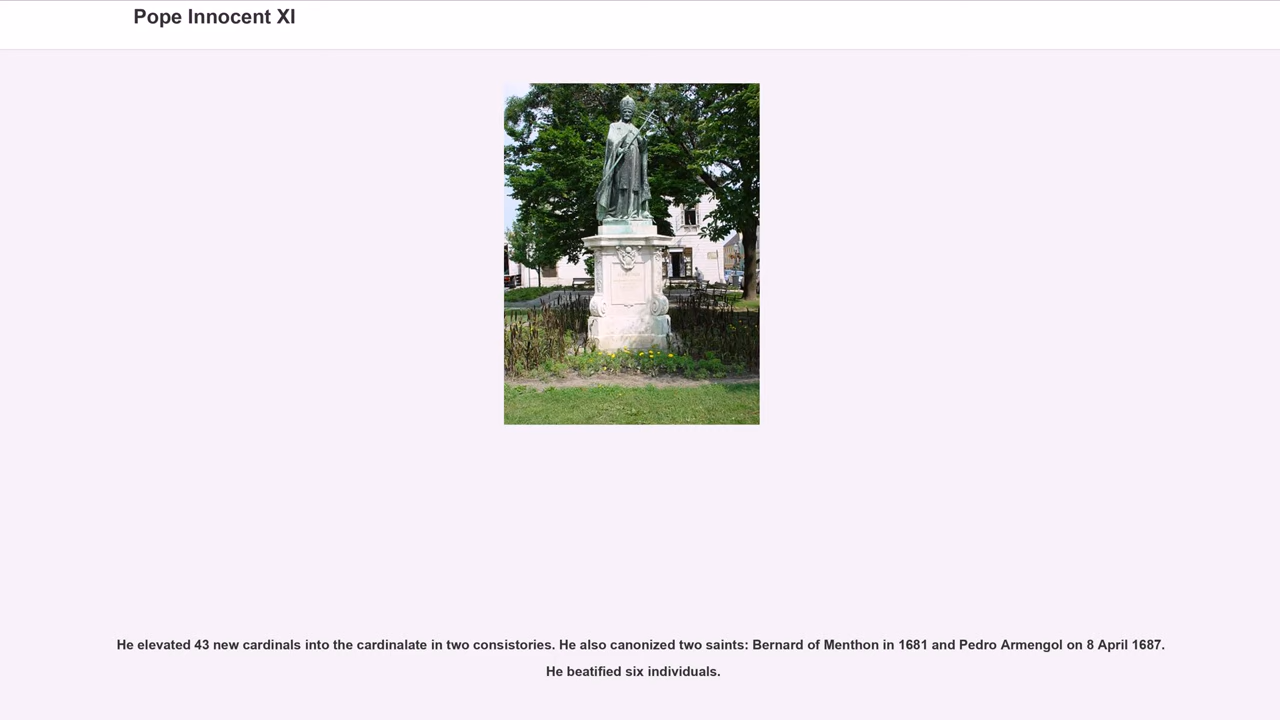 Pope Innocent XI
He elevated 43 new cardinals into the cardinalate in two consistories. He also canonized two saints: Bernard of Menthon in 1681 and Pedro Armengol on 8 April 1687.
He beatified six individuals.